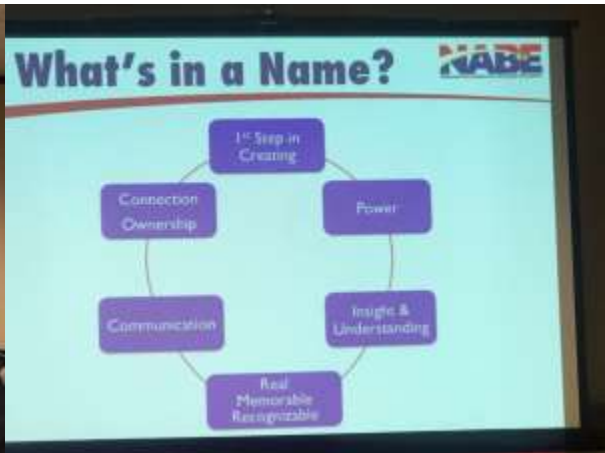 What's in a Name?
NABE
1st Step in
Creating
Power
Insight &
Understanding
Real
Memorable
Recognizable
Communication
Connection
Ownership